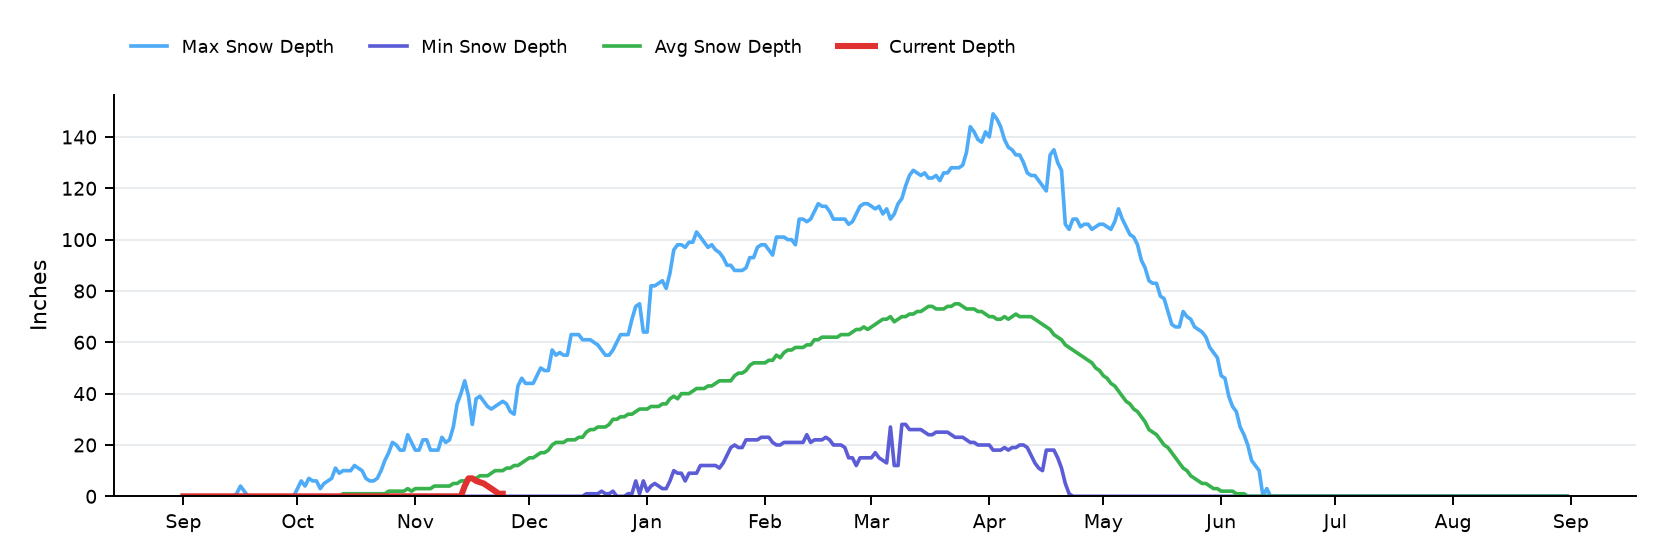 Max Snow Depth Min Snow Depth Avg Snow Depth Current Depth
Inches
140
120
100
80
60
40
20
0
Sep Oct Nov Dec Jan Feb Mar Apr May Jun Jul Aug Sep